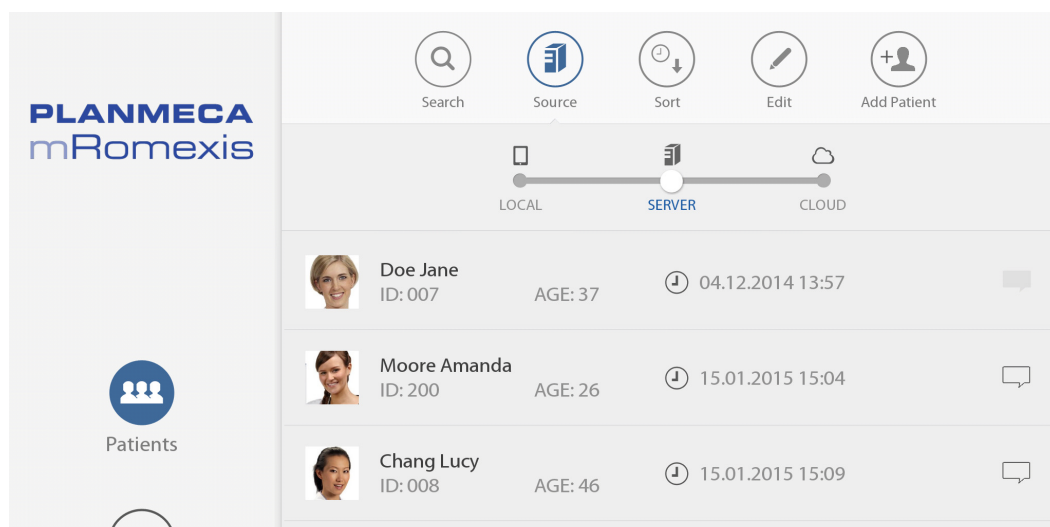 PLANMECA
mRomexis
Search
Source
Sort
Edit
Add Patient
LOCAL
SERVER
CLOUD
Patients
Doe Jane
ID: 007 AGE: 37 04.12.2014 13:57
Moore Amanda
ID: 200 AGE: 26 15.01.2015 15:04
Chang Lucy
ID: 008 AGE: 46 15.01.2015 15:09